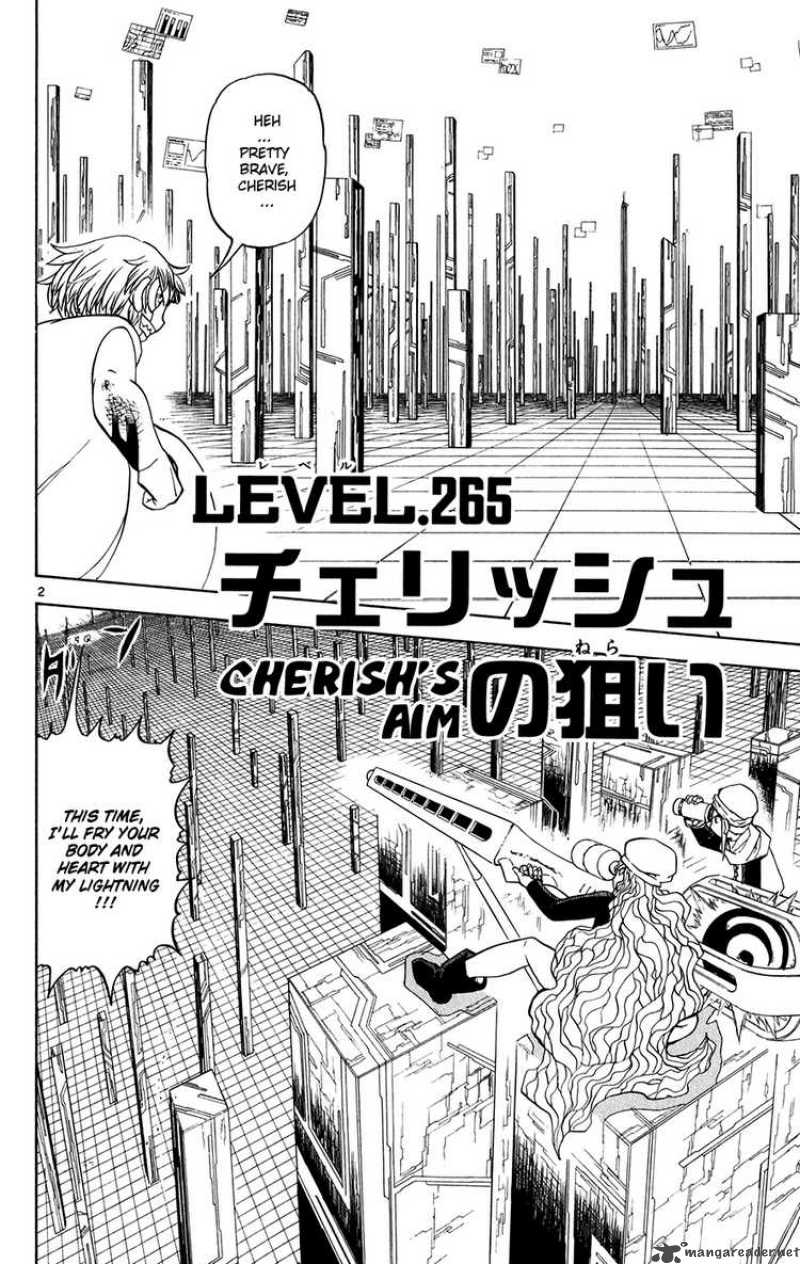 HEH
...
PRETTY
BRAVE,
CHERISH
...
レベル
LEVEL.265
チェリッシュ
ねら
の狙い
CHERISH'S
AIM
2
THIS TIME,
I'LL FRY YOUR
BODY AND
HEART WITH
MY LIGHTNING
!!!
mangareader.net